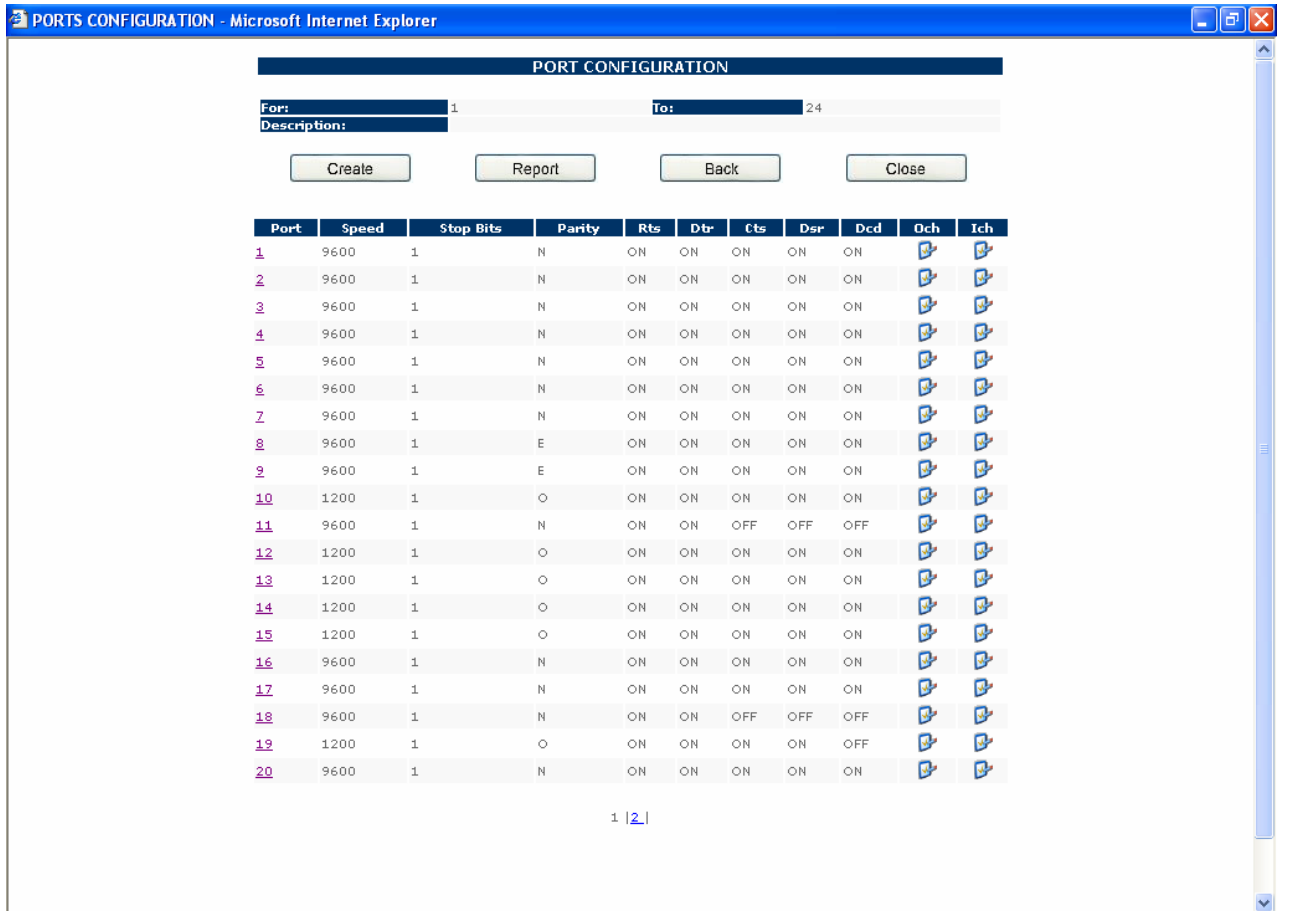 PORTS CONFIGURATION - Microsoft Internet Explorer
PORT CONFIGURATION
For: 1 To: 24
Description:
Create Report Back Close
Port Speed Stop Bits Parity Rts Dtr Cts Dsr Dcd Och Ich
1 9600 1 N ON ON ON ON ON
2 9600 1 N ON ON ON ON ON
3 9600 1 N ON ON ON ON ON
4 9600 1 N ON ON ON ON ON
5 9600 1 N ON ON ON ON ON
6 9600 1 N ON ON ON ON ON
7 9600 1 N ON ON ON ON ON
8 9600 1 E ON ON ON ON ON
9 9600 1 E ON ON ON ON ON
10 1200 1 O ON ON ON ON ON
11 9600 1 N ON ON OFF OFF OFF
12 1200 1 O ON ON ON ON ON
13 1200 1 O ON ON ON ON ON
14 1200 1 O ON ON ON ON ON
15 1200 1 O ON ON ON ON ON
16 9600 1 N ON ON ON ON ON
17 9600 1 N ON ON ON ON ON
18 9600 1 N ON ON OFF OFF OFF
19 1200 1 O ON ON ON ON OFF
20 9600 1 N ON ON ON ON ON
1 |2 |